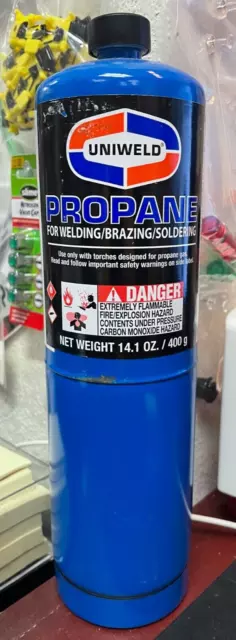 UNIWELD®
PROPANE
FOR WELDING/BRAZING/SOLDERING
Use only with torches designed for propane
Read and follow important safety warnings on side
DANGER
EXTREMELY FLAMMABLE
FIRE/EXPLOSION HAZARD
CONTENTS UNDER PRESSURE
CARBON MONOXIDE HAZARD
NET WEIGHT 14.1 OZ. / 400 g